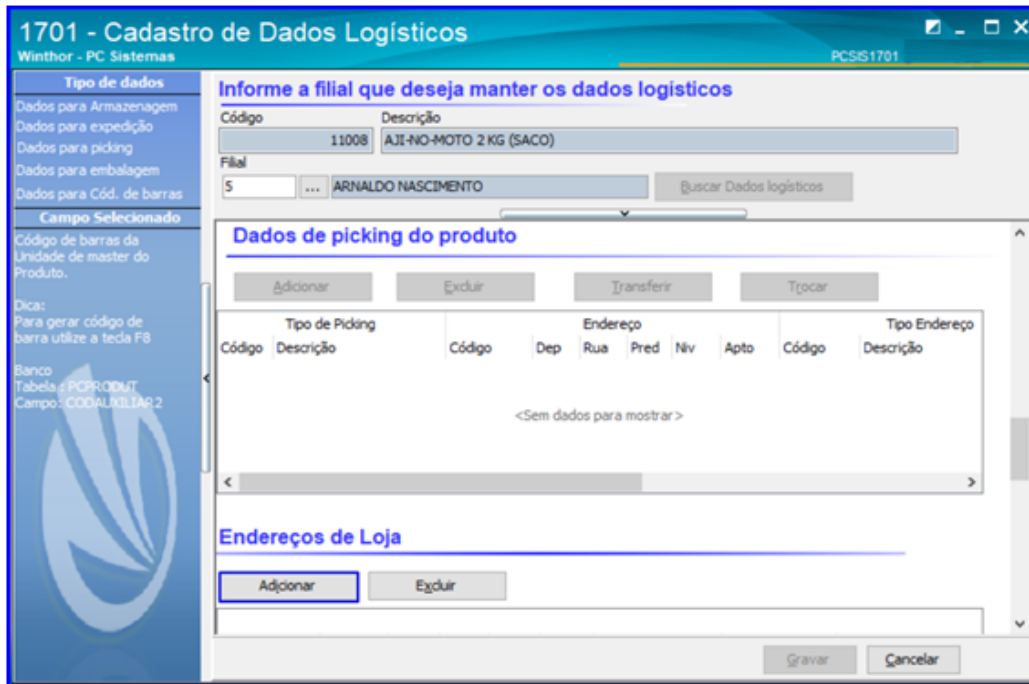 1701 - Cadastro de Dados Logísticos
Winthor - PC Sistemas
PCSIS1701
Tipo de dados
Dados para Armazenagem
Dados para expedição
Dados para picking
Dados para embalagem
Dados para Cód. de barras
Campo Selecionado
Código de barras da
Unidade de master do
Produto.
Dica:
Para gerar código de
barra utilize a tecla F8
Banco
Tabela : PCPRODUT
Campo: CODAUXILIAR2
Informe a filial que deseja manter os dados logísticos
Código Descrição
11008 AJI-NO-MOTO 2 KG (SACO)
Filial
5 ... ARNALDO NASCIMENTO Buscar Dados logísticos
Dados de picking do produto
Adicionar Excluir Transferir Trocar
Tipo de Picking Endereço Tipo Endereço
Código Descrição Código Dep Rua Pred Niv Apto Código Descrição
<Sem dados para mostrar>
Endereços de Loja
Adicionar Excluir
Gravar Cancelar